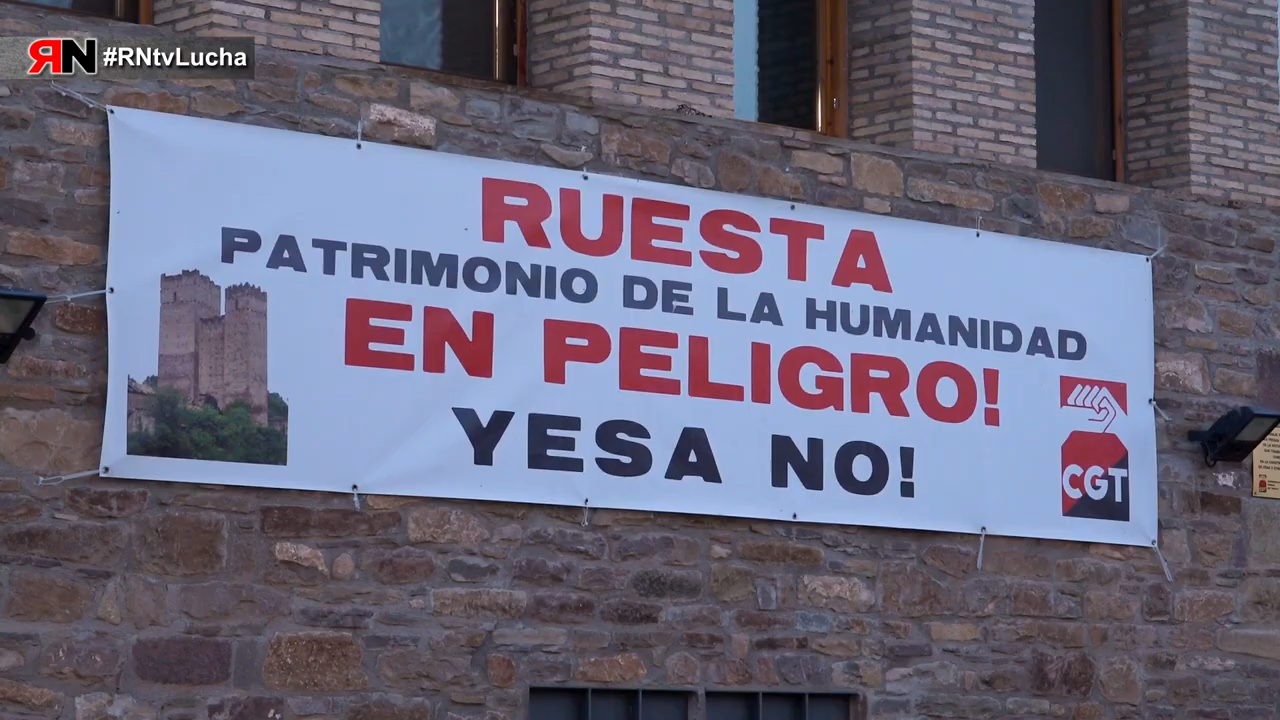 RN #RNtvLucha
RUESTA
PATRIMONIO DE LA HUMANIDAD
EN PELIGRO!
YESA NO!
CGT